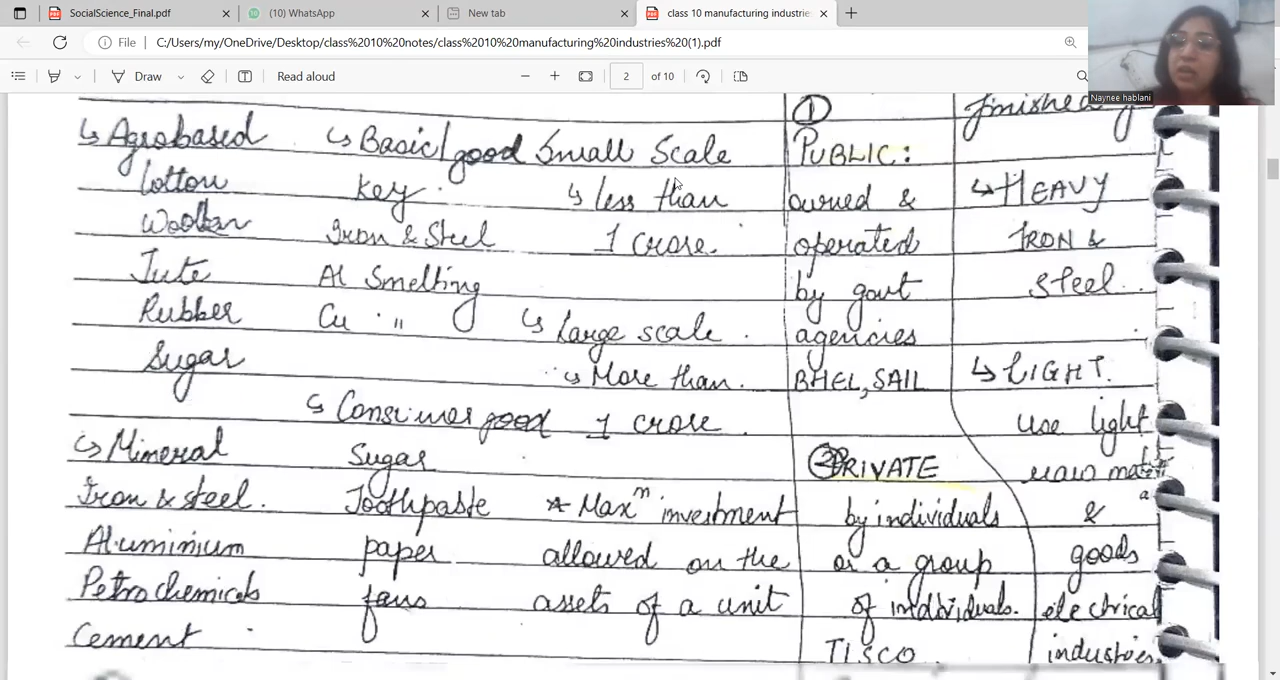 SocialScience_Final.pdf
(10) WhatsApp
New tab
class 10 manufacturing industrie
File
C:/Users/my/OneDrive/Desktop/class%2010%20notes/class%2010%20manufacturing%20industries%20(1).pdf
Draw
Read aloud
2
of 10
Naynee hablani
↳ Agrobased
Cotton
Woollen
Jute
Rubber
Sugar
↳ Mineral
Iron & steel.
Aluminium
Petrochemicals
Cement
↳ Basic/good
key.
Iron & Steel
Al Smelting
Cu "
↳ Consumer good
Sugar
Toothpaste
paper
fans
Small Scale
↳ less than
1 crore.
↳ Large scale.
↳ More than.
1 crore.
* Maxᵐ investment
allowed on the
assets of a unit
①
PUBLIC:
owned &
operated
by govt
agencies
BHEL, SAIL
② PRIVATE
by individuals
or a group
of individuals.
TISCO
finished
↳ HEAVY
IRON &
Steel.
↳ LIGHT.
use light
raw
&
goods
electrical
industries